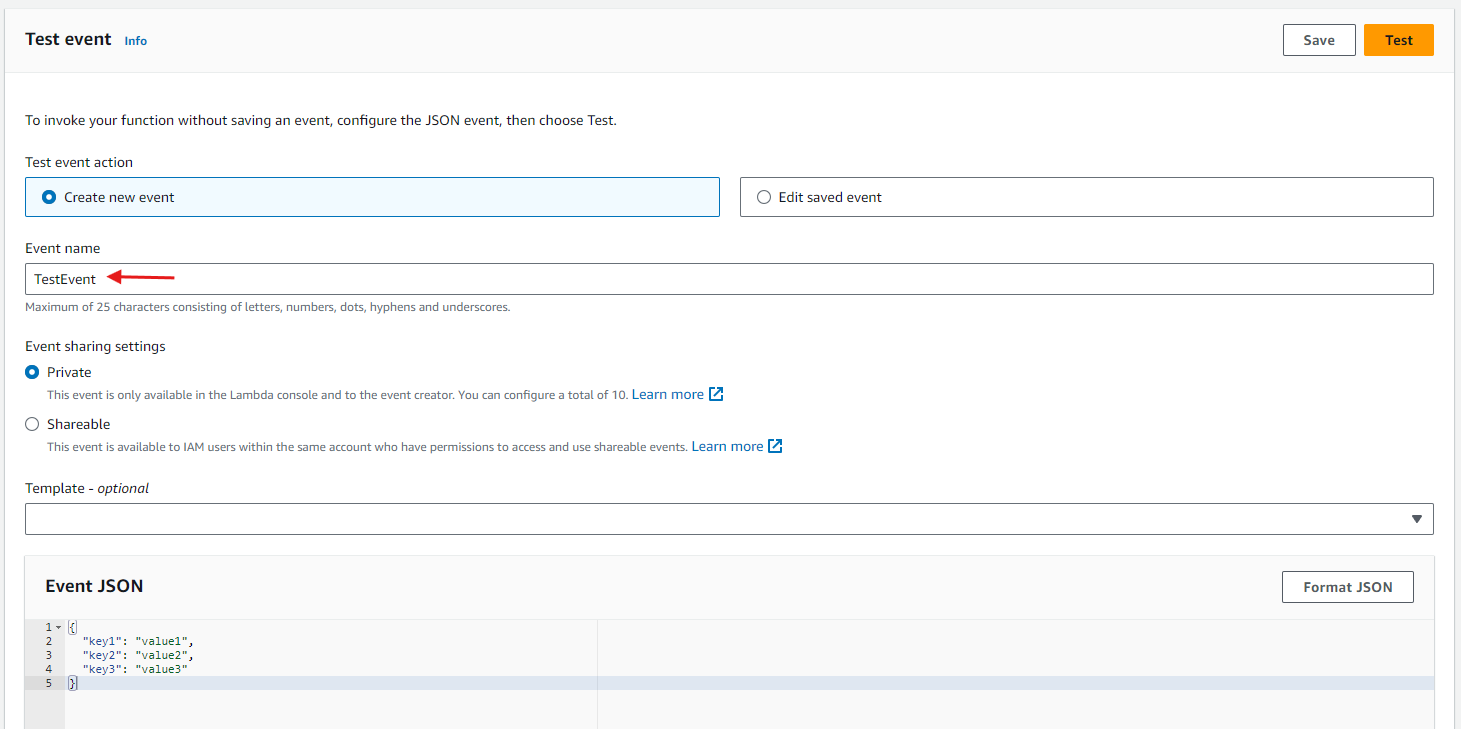 Test event Info
Save Test
To invoke your function without saving an event, configure the JSON event, then choose Test.
Test event action
Create new event Edit saved event
Event name
TestEvent
Maximum of 25 characters consisting of letters, numbers, dots, hyphens and underscores.
Event sharing settings
Private
This event is only available in the Lambda console and to the event creator. You can configure a total of 10. Learn more
Shareable
This event is available to IAM users within the same account who have permissions to access and use shareable events. Learn more
Template - optional
Event JSON
Format JSON
1 {
2 "key1": "value1",
3 "key2": "value2",
4 "key3": "value3"
5 }